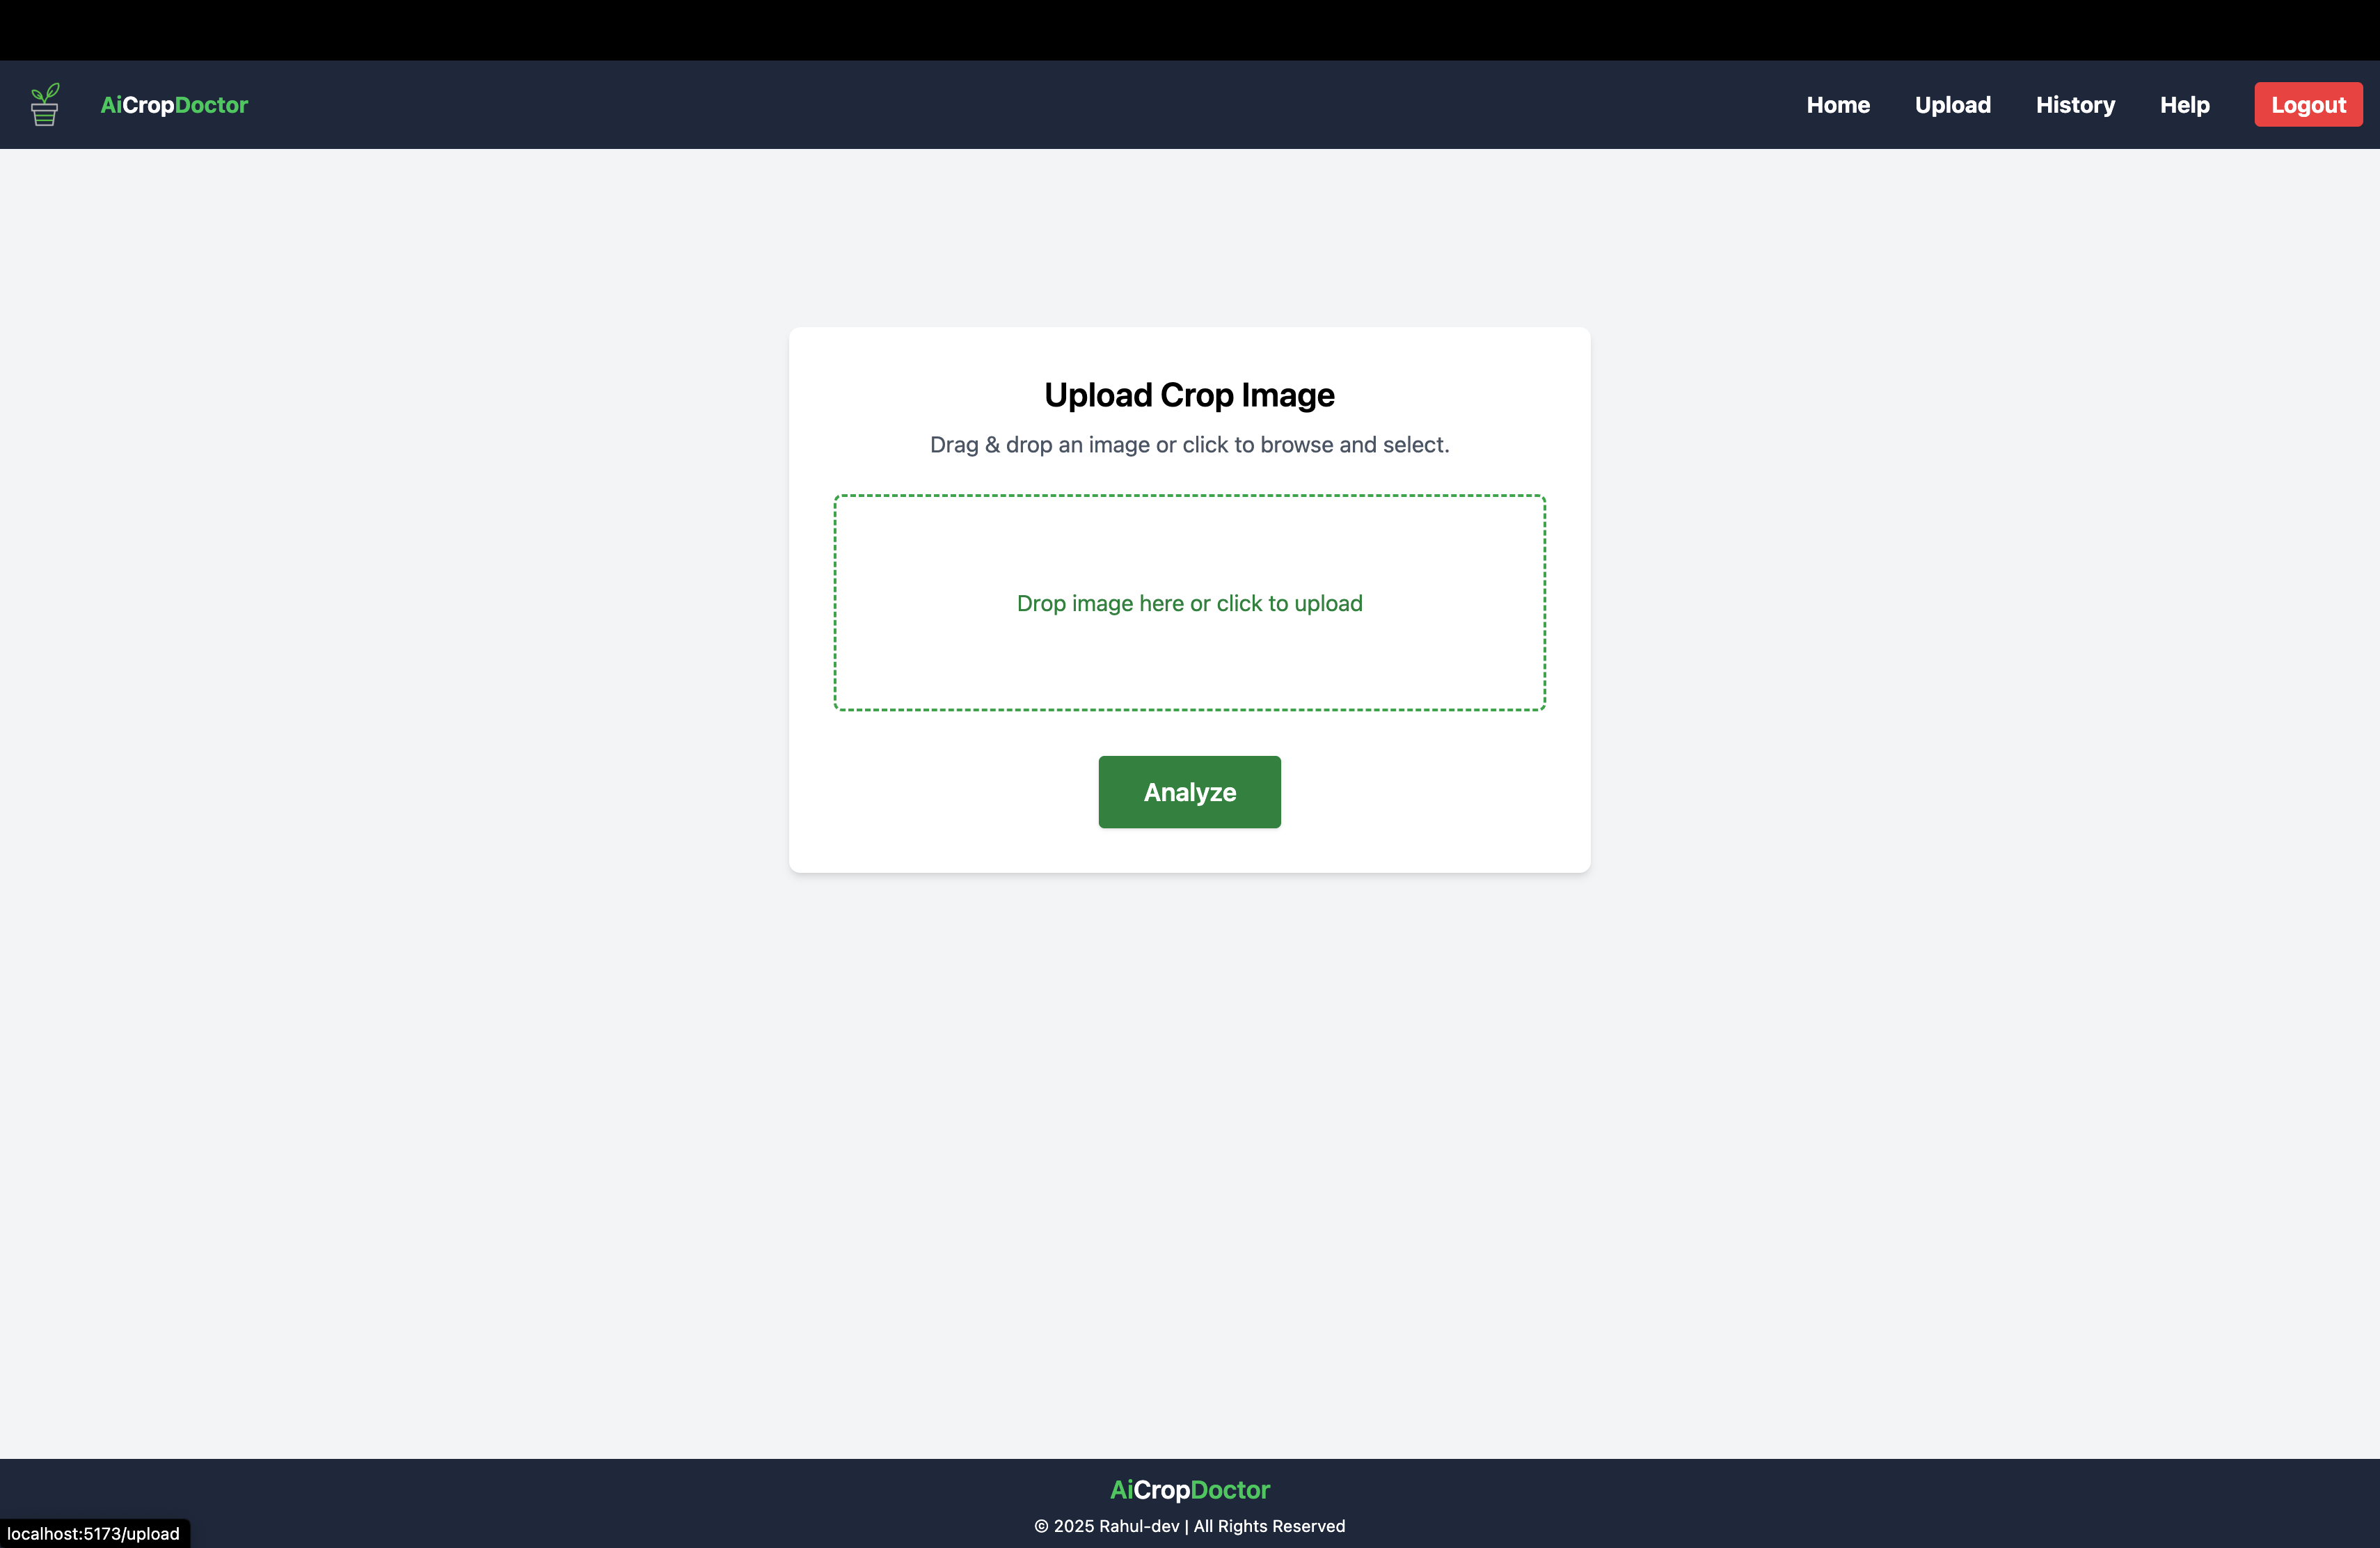 AiCropDoctor Home Upload History Help Logout
Upload Crop Image
Drag & drop an image or click to browse and select.
Drop image here or click to upload
Analyze
AiCropDoctor
© 2025 Rahul-dev | All Rights Reserved
localhost:5173/upload